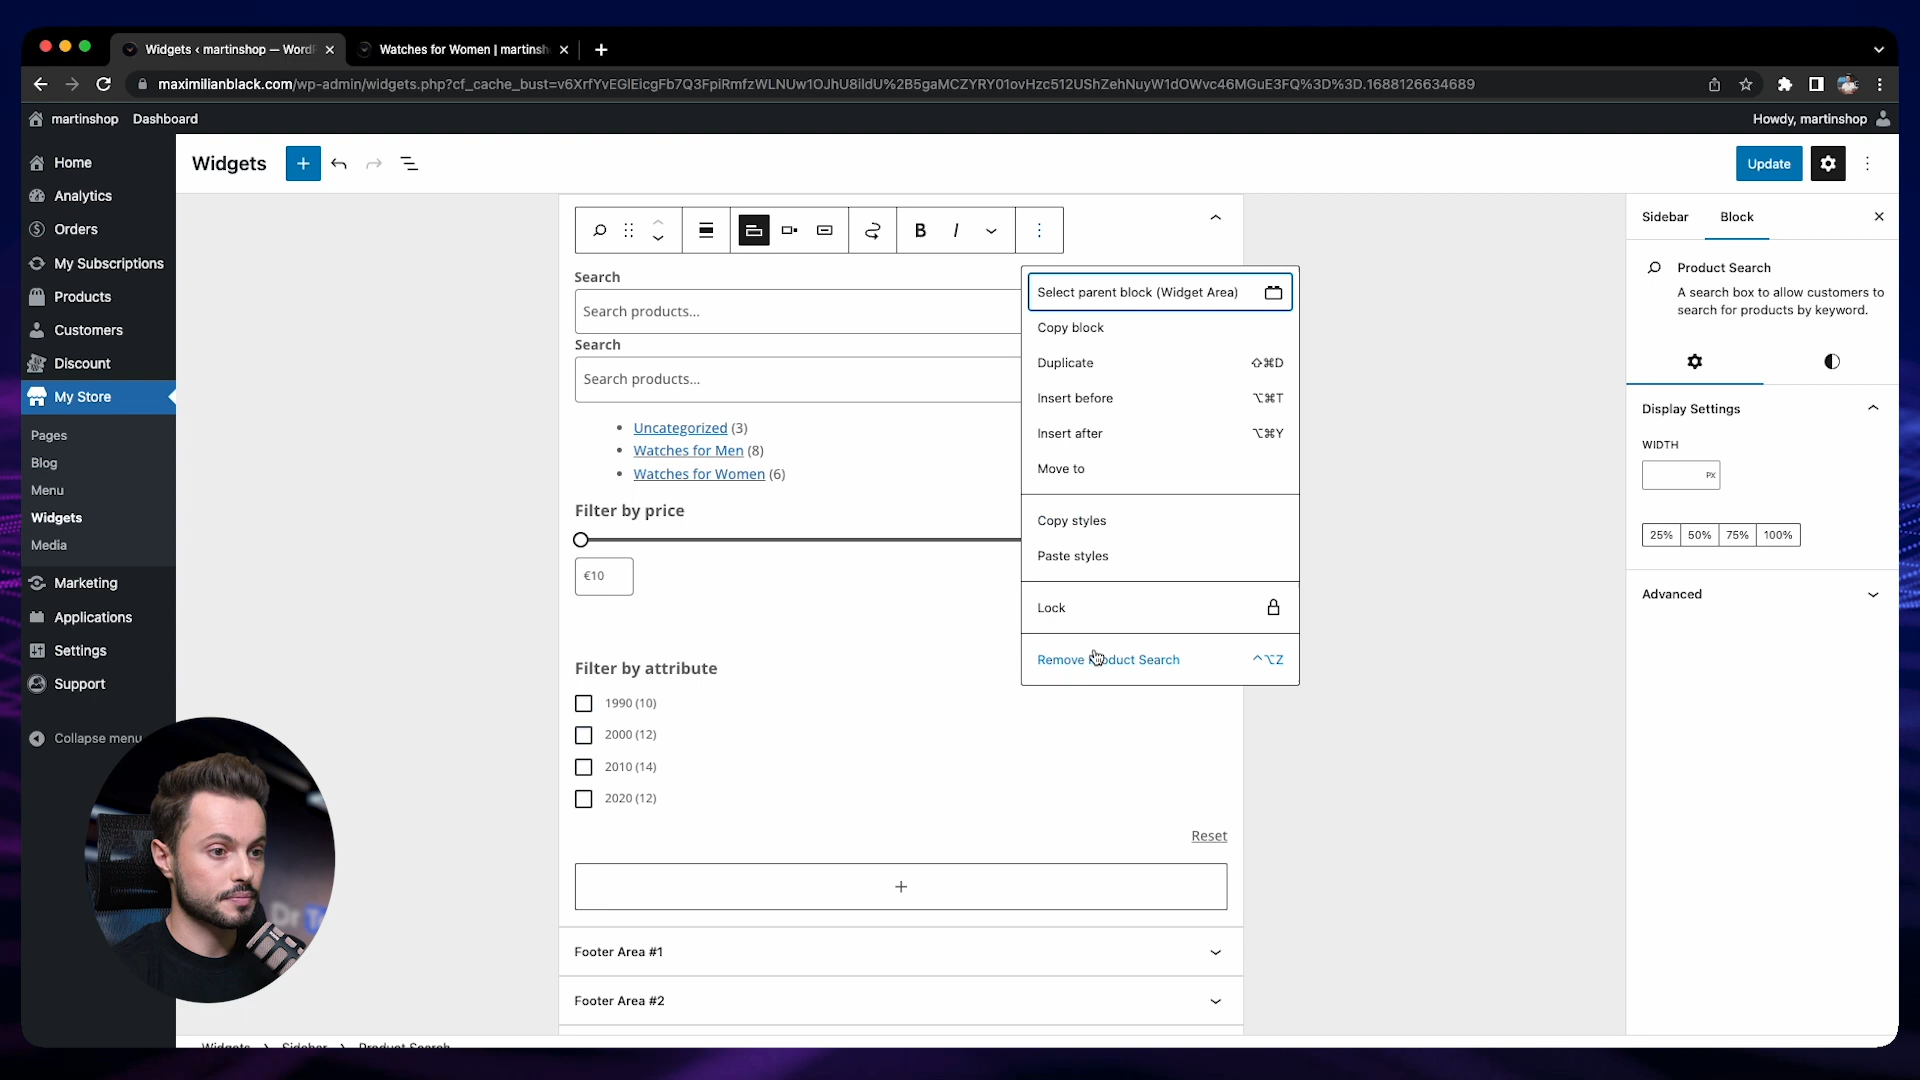 Widgets ‹ martinshop — WordP
Watches for Women | martinsh
maximilianblack.com/wp-admin/widgets.php?cf_cache_bust=v6XrfYvEGlEicgFb7Q3FpiRmfzWLNUw1OJhU8ildU%2B5gaMCZYRY01ovHzc512UShZehNuyW1dOWvc46MGuE3FQ%3D%3D.1688126634689
martinshop Dashboard
Howdy, martinshop
Home
Analytics
Orders
My Subscriptions
Products
Customers
Discount
My Store
Pages
Blog
Menu
Widgets
Media
Marketing
Applications
Settings
Support
Collapse menu
Widgets
Update
B I
Search
Search products...
Search
Search products...
Uncategorized (3)
Watches for Men (8)
Watches for Women (6)
Filter by price
€10
Filter by attribute
1990 (10)
2000 (12)
2010 (14)
2020 (12)
Reset
Footer Area #1
Footer Area #2
Widgets > Sidebar > Product Search
Select parent block (Widget Area)
Copy block
Duplicate ⇧⌘D
Insert before ⌥⌘T
Insert after ⌥⌘Y
Move to
Copy styles
Paste styles
Lock
Remove Product Search ^⌥Z
Sidebar Block
Product Search
A search box to allow customers to
search for products by keyword.
Display Settings
WIDTH
PX
25% 50% 75% 100%
Advanced